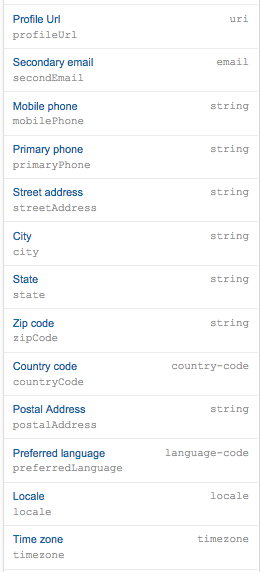 Profile Url uri
profileUrl
Secondary email email
secondEmail
Mobile phone string
mobilePhone
Primary phone string
primaryPhone
Street address string
streetAddress
City string
city
State string
state
Zip code string
zipCode
Country code country-code
countryCode
Postal Address string
postalAddress
Preferred language language-code
preferredLanguage
Locale locale
locale
Time zone timezone
timezone